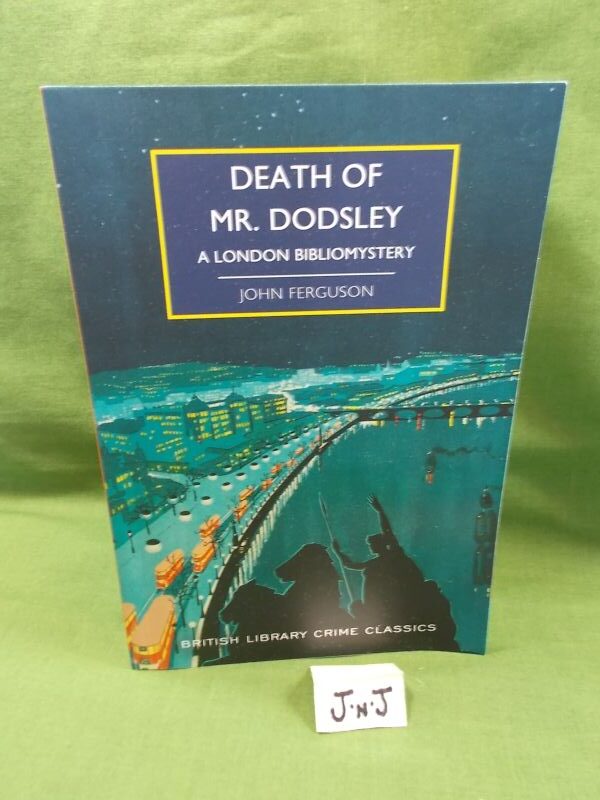 DEATH OF
MR. DODSLEY
A LONDON BIBLIOMYSTERY
JOHN FERGUSON
BRITISH LIBRARY CRIME CLASSICS
J·N·J